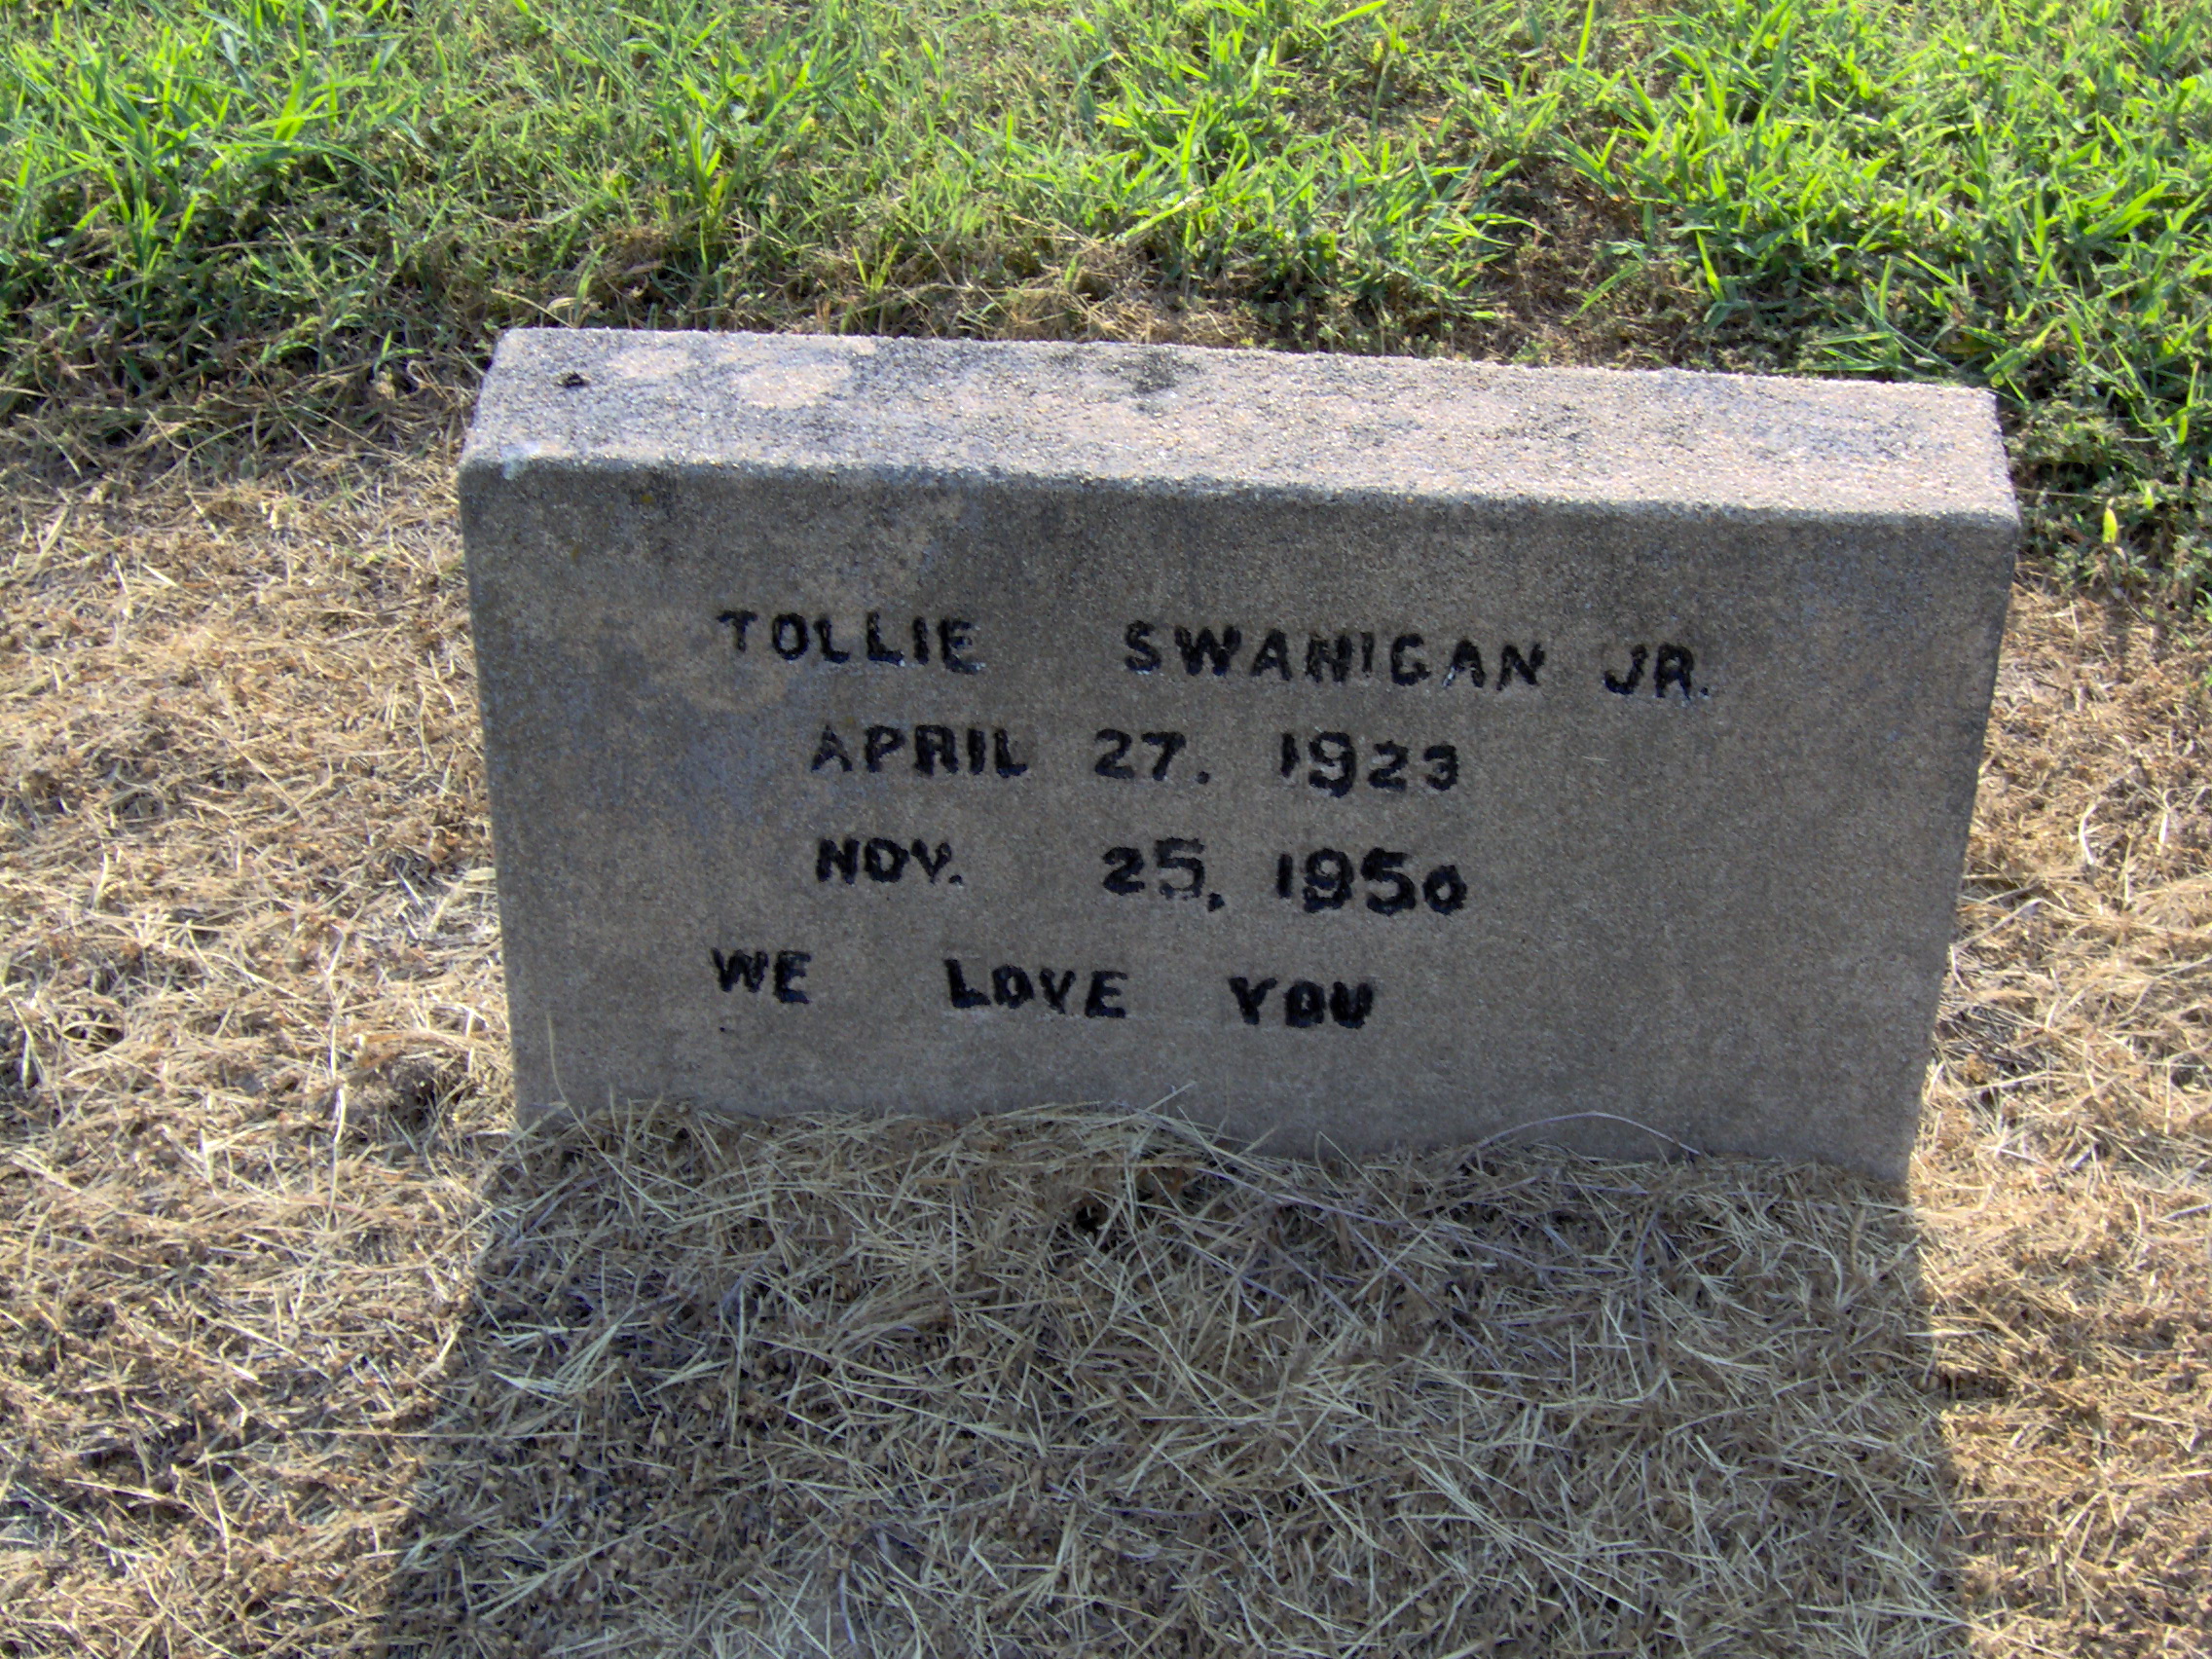 TOLLIE SWANIGAN JR.
APRIL 27. 1923
NOV. 25, 1950
WE LOVE YOU